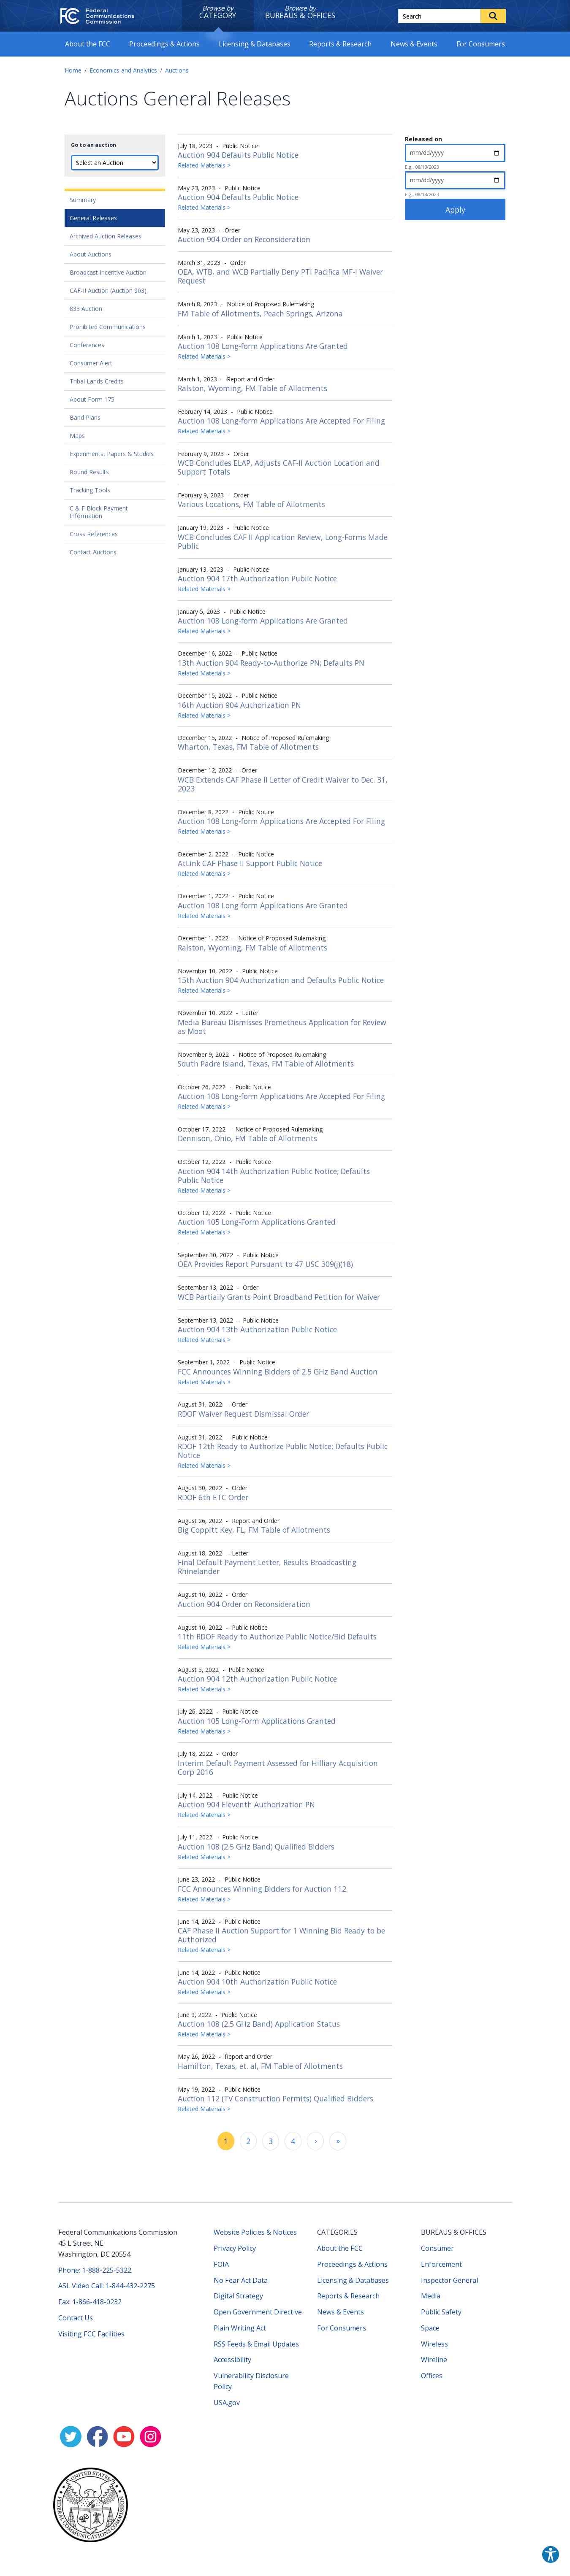 Federal
Communications
Commission
Browse by
CATEGORY
Browse by
BUREAUS & OFFICES
Search
About the FCC
Proceedings & Actions
Licensing & Databases
Reports & Research
News & Events
For Consumers
Home / Economics and Analytics / Auctions
Auctions General Releases
Go to an auction
Select an Auction
Summary
General Releases
Archived Auction Releases
About Auctions
Broadcast Incentive Auction
CAF-II Auction (Auction 903)
833 Auction
Prohibited Communications
Conferences
Consumer Alert
Tribal Lands Credits
About Form 175
Band Plans
Maps
Experiments, Papers & Studies
Round Results
Tracking Tools
C & F Block Payment
Information
Cross References
Contact Auctions
July 18, 2023 - Public Notice
Auction 904 Defaults Public Notice
Related Materials >
May 23, 2023 - Public Notice
Auction 904 Defaults Public Notice
Related Materials >
May 23, 2023 - Order
Auction 904 Order on Reconsideration
March 31, 2023 - Order
OEA, WTB, and WCB Partially Deny PTI Pacifica MF-I Waiver
Request
March 8, 2023 - Notice of Proposed Rulemaking
FM Table of Allotments, Peach Springs, Arizona
March 1, 2023 - Public Notice
Auction 108 Long-form Applications Are Granted
Related Materials >
March 1, 2023 - Report and Order
Ralston, Wyoming, FM Table of Allotments
February 14, 2023 - Public Notice
Auction 108 Long-form Applications Are Accepted For Filing
Related Materials >
February 9, 2023 - Order
WCB Concludes ELAP, Adjusts CAF-II Auction Location and
Support Totals
February 9, 2023 - Order
Various Locations, FM Table of Allotments
January 19, 2023 - Public Notice
WCB Concludes CAF II Application Review, Long-Forms Made
Public
January 13, 2023 - Public Notice
Auction 904 17th Authorization Public Notice
Related Materials >
January 5, 2023 - Public Notice
Auction 108 Long-form Applications Are Granted
Related Materials >
December 16, 2022 - Public Notice
13th Auction 904 Ready-to-Authorize PN; Defaults PN
Related Materials >
December 15, 2022 - Public Notice
16th Auction 904 Authorization PN
Related Materials >
December 15, 2022 - Notice of Proposed Rulemaking
Wharton, Texas, FM Table of Allotments
December 12, 2022 - Order
WCB Extends CAF Phase II Letter of Credit Waiver to Dec. 31,
2023
December 8, 2022 - Public Notice
Auction 108 Long-form Applications Are Accepted For Filing
Related Materials >
December 2, 2022 - Public Notice
AtLink CAF Phase II Support Public Notice
Related Materials >
December 1, 2022 - Public Notice
Auction 108 Long-form Applications Are Granted
Related Materials >
December 1, 2022 - Notice of Proposed Rulemaking
Ralston, Wyoming, FM Table of Allotments
November 10, 2022 - Public Notice
15th Auction 904 Authorization and Defaults Public Notice
Related Materials >
November 10, 2022 - Letter
Media Bureau Dismisses Prometheus Application for Review
as Moot
November 9, 2022 - Notice of Proposed Rulemaking
South Padre Island, Texas, FM Table of Allotments
October 26, 2022 - Public Notice
Auction 108 Long-form Applications Are Accepted For Filing
Related Materials >
October 17, 2022 - Notice of Proposed Rulemaking
Dennison, Ohio, FM Table of Allotments
October 12, 2022 - Public Notice
Auction 904 14th Authorization Public Notice; Defaults
Public Notice
Related Materials >
October 12, 2022 - Public Notice
Auction 105 Long-Form Applications Granted
Related Materials >
September 30, 2022 - Public Notice
OEA Provides Report Pursuant to 47 USC 309(j)(18)
September 13, 2022 - Order
WCB Partially Grants Point Broadband Petition for Waiver
September 13, 2022 - Public Notice
Auction 904 13th Authorization Public Notice
Related Materials >
September 1, 2022 - Public Notice
FCC Announces Winning Bidders of 2.5 GHz Band Auction
Related Materials >
August 31, 2022 - Order
RDOF Waiver Request Dismissal Order
August 31, 2022 - Public Notice
RDOF 12th Ready to Authorize Public Notice; Defaults Public
Notice
Related Materials >
August 30, 2022 - Order
RDOF 6th ETC Order
August 26, 2022 - Report and Order
Big Coppitt Key, FL, FM Table of Allotments
August 18, 2022 - Letter
Final Default Payment Letter, Results Broadcasting
Rhinelander
August 10, 2022 - Order
Auction 904 Order on Reconsideration
August 10, 2022 - Public Notice
11th RDOF Ready to Authorize Public Notice/Bid Defaults
Related Materials >
August 5, 2022 - Public Notice
Auction 904 12th Authorization Public Notice
Related Materials >
July 26, 2022 - Public Notice
Auction 105 Long-Form Applications Granted
Related Materials >
July 18, 2022 - Order
Interim Default Payment Assessed for Hilliary Acquisition
Corp 2016
July 14, 2022 - Public Notice
Auction 904 Eleventh Authorization PN
Related Materials >
July 11, 2022 - Public Notice
Auction 108 (2.5 GHz Band) Qualified Bidders
Related Materials >
June 23, 2022 - Public Notice
FCC Announces Winning Bidders for Auction 112
Related Materials >
June 14, 2022 - Public Notice
CAF Phase II Auction Support for 1 Winning Bid Ready to be
Authorized
Related Materials >
June 14, 2022 - Public Notice
Auction 904 10th Authorization Public Notice
Related Materials >
June 9, 2022 - Public Notice
Auction 108 (2.5 GHz Band) Application Status
Related Materials >
May 26, 2022 - Report and Order
Hamilton, Texas, et. al, FM Table of Allotments
May 19, 2022 - Public Notice
Auction 112 (TV Construction Permits) Qualified Bidders
Related Materials >
1 2 3 4 › »
Released on
mm/dd/yyyy
E.g., 08/13/2023
mm/dd/yyyy
E.g., 08/13/2023
Apply
Federal Communications Commission
45 L Street NE
Washington, DC 20554
Phone: 1-888-225-5322
ASL Video Call: 1-844-432-2275
Fax: 1-866-418-0232
Contact Us
Visiting FCC Facilities
Website Policies & Notices
Privacy Policy
FOIA
No Fear Act Data
Digital Strategy
Open Government Directive
Plain Writing Act
RSS Feeds & Email Updates
Accessibility
Vulnerability Disclosure
Policy
USA.gov
CATEGORIES
About the FCC
Proceedings & Actions
Licensing & Databases
Reports & Research
News & Events
For Consumers
BUREAUS & OFFICES
Consumer
Enforcement
Inspector General
Media
Public Safety
Space
Wireless
Wireline
Offices
FEDERAL COMMUNICATIONS COMMISSION